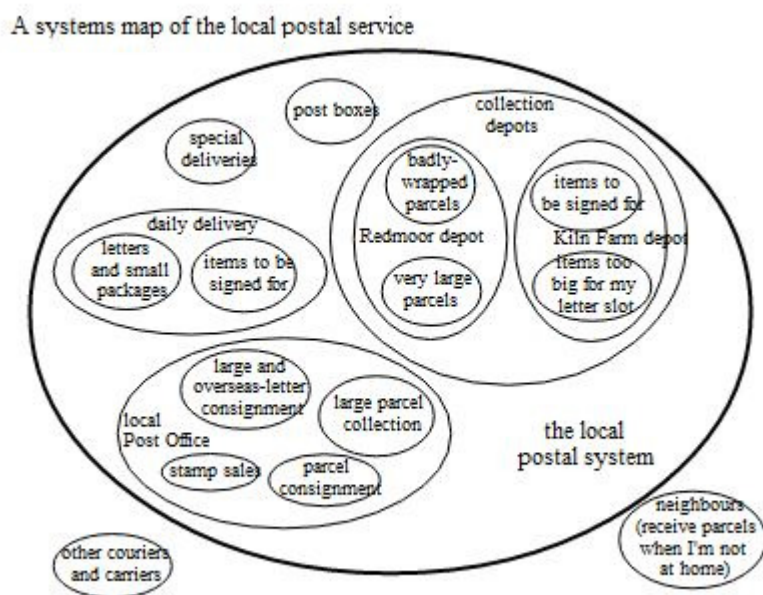 A systems map of the local postal service
post boxes
special
deliveries
collection
depots
badly-
wrapped
parcels
Redmoor depot
very large
parcels
items to
be signed for
Kiln Farm depot
items too
big for my
letter slot
daily delivery
letters
and small
packages
items to be
signed for
large and
overseas-letter
consignment
large parcel
collection
local
Post Office
stamp sales
parcel
consignment
the local
postal system
other couriers
and carriers
neighbours
(receive parcels
when I'm not
at home)